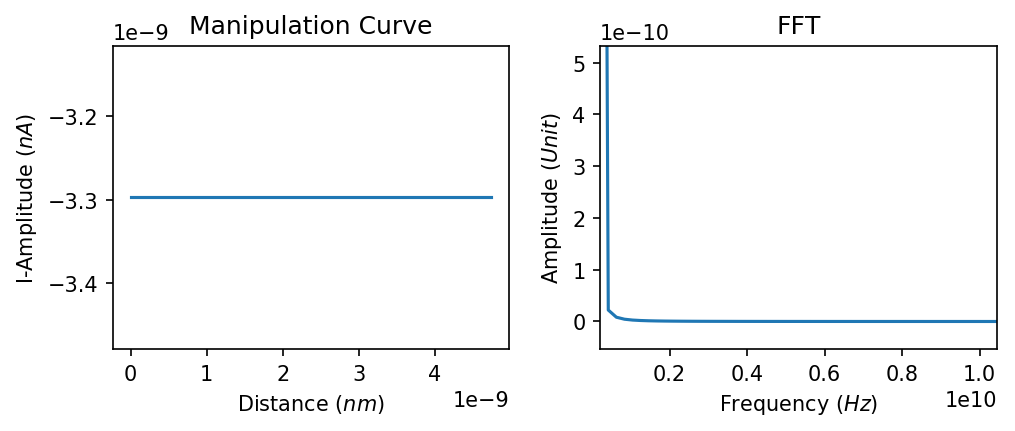 Manipulation Curve
1e−9
I-Amplitude (nA)
−3.2
−3.3
−3.4
0 1 2 3 4
1e−9
Distance (nm)
FFT
1e−10
Amplitude (Unit)
5
4
3
2
1
0
0.2 0.4 0.6 0.8 1.0
1e10
Frequency (Hz)